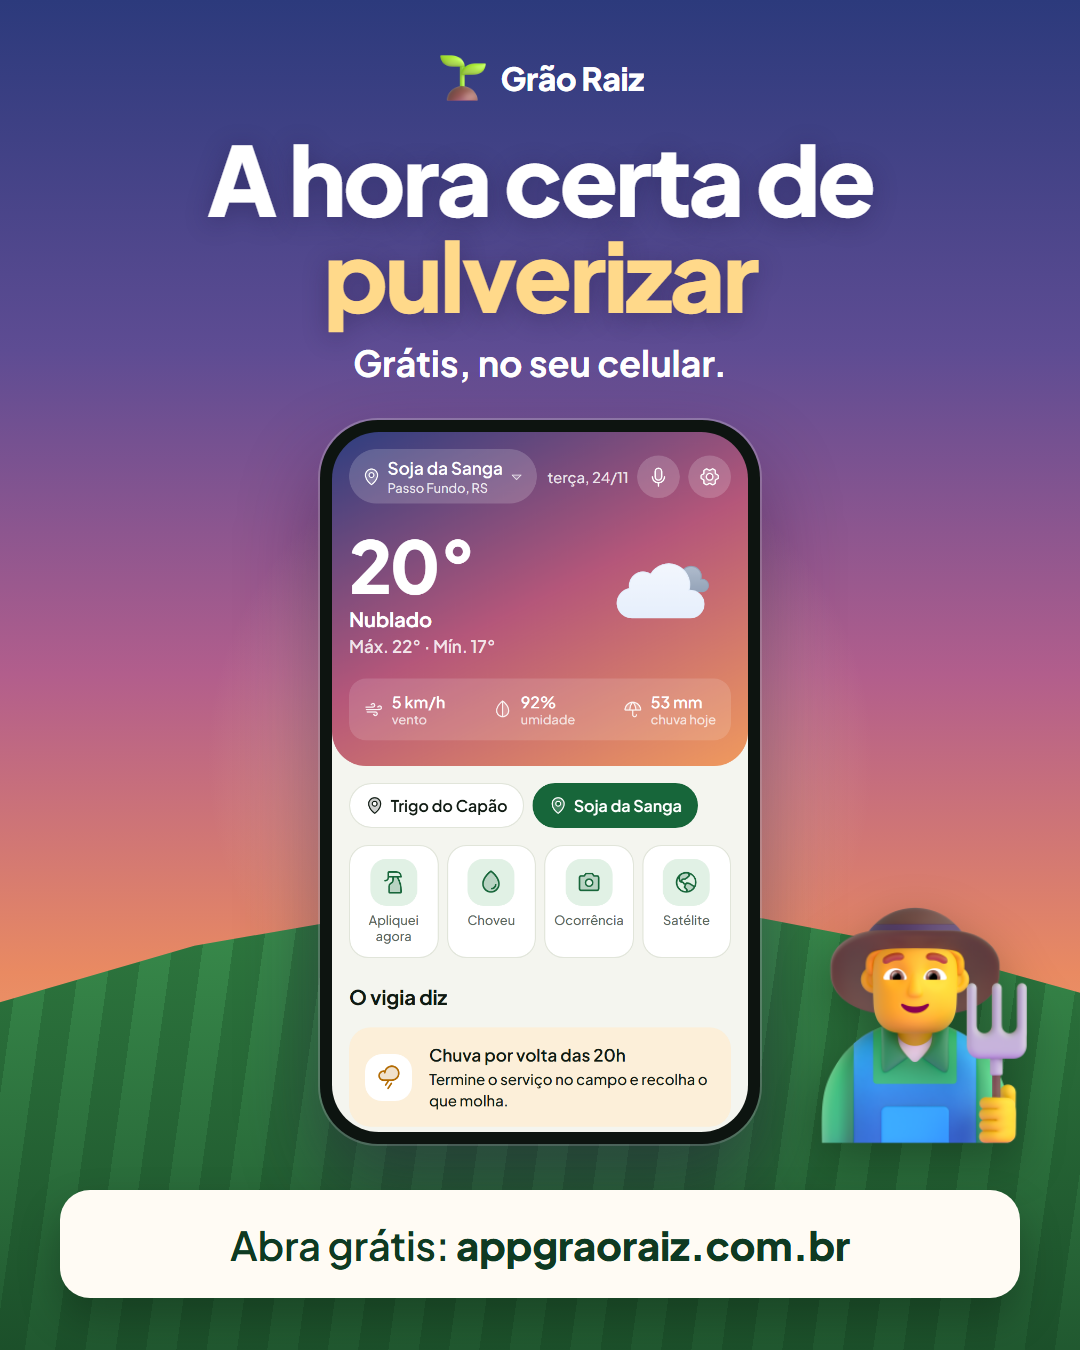 Grão Raiz
A hora certa de
pulverizar
Grátis, no seu celular.
Soja da Sanga
Passo Fundo, RS
terça, 24/11
20°
Nublado
Máx. 22° · Mín. 17°
5 km/h
vento
92%
umidade
53 mm
chuva hoje
Trigo do Capão
Soja da Sanga
Apliquei
agora
Choveu
Ocorrência
Satélite
O vigia diz
Chuva por volta das 20h
Termine o serviço no campo e recolha o
que molha.
Abra grátis: appgraoraiz.com.br